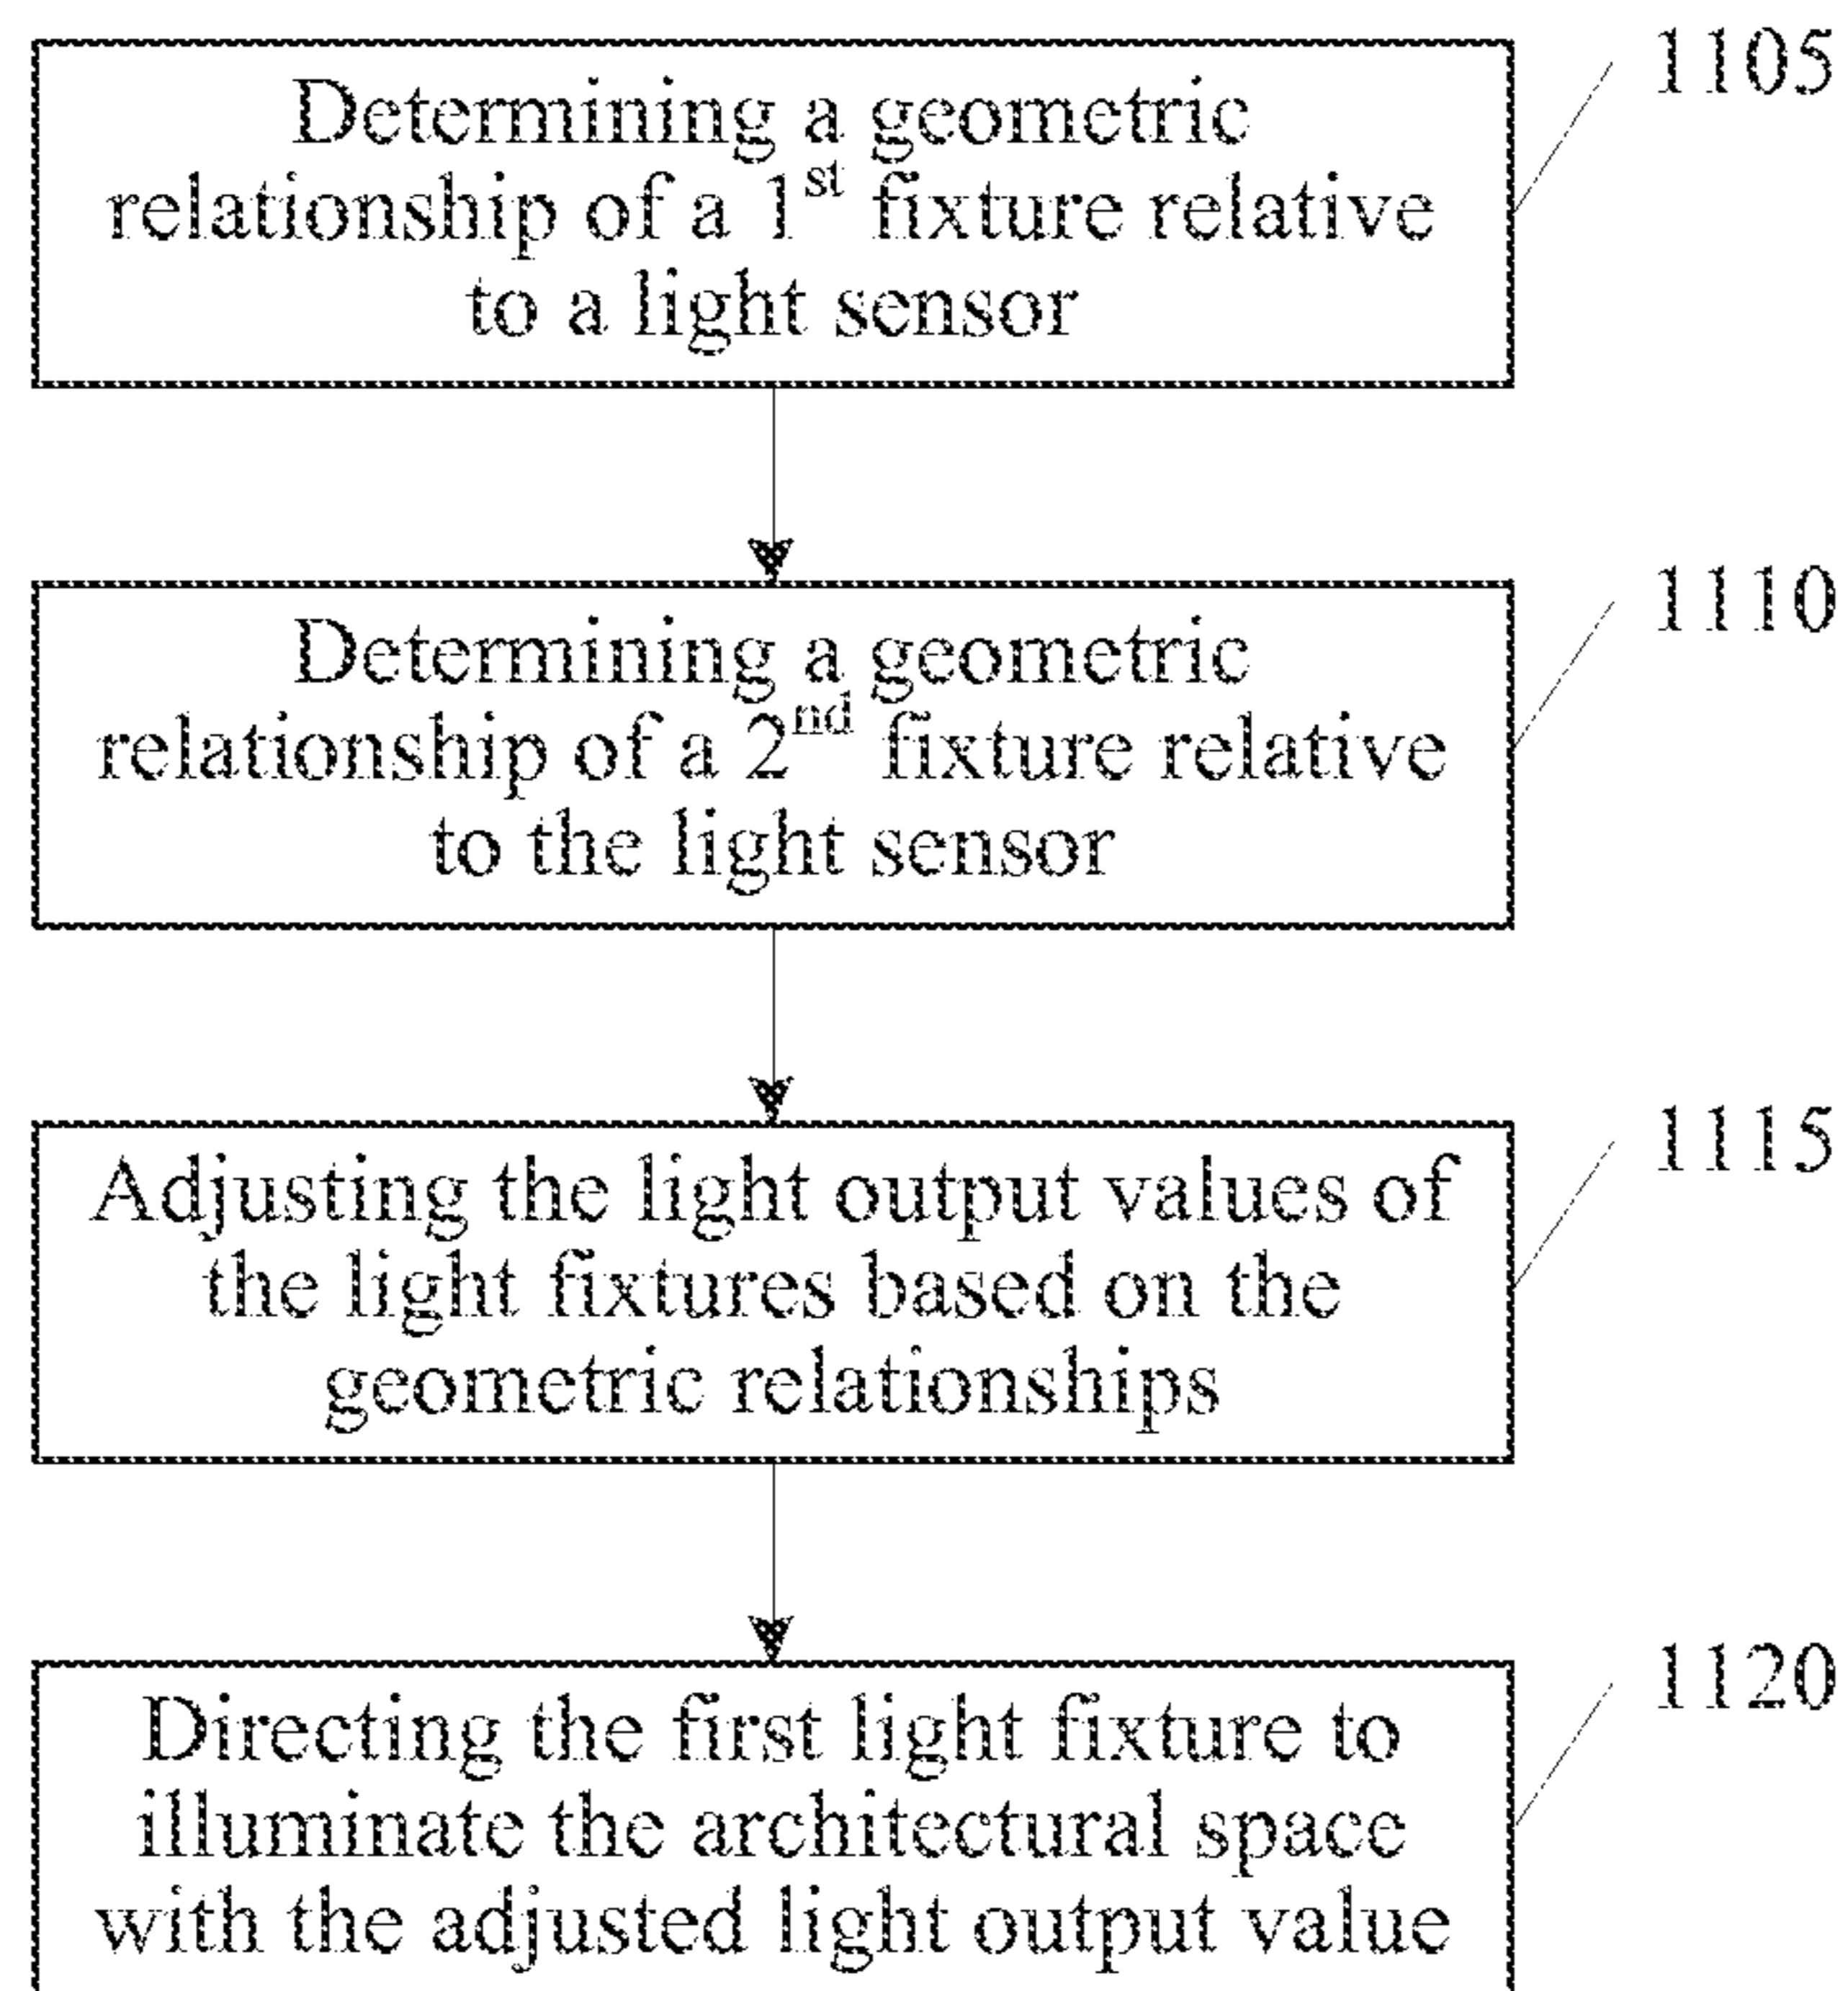 Determining a geometric
relationship of a 1st fixture relative
to a light sensor
1105
Determining a geometric
relationship of a 2nd fixture relative
to the light sensor
1110
Adjusting the light output values of
the light fixtures based on the
geometric relationships
1115
Directing the first light fixture to
illuminate the architectural space
with the adjusted light output value
1120